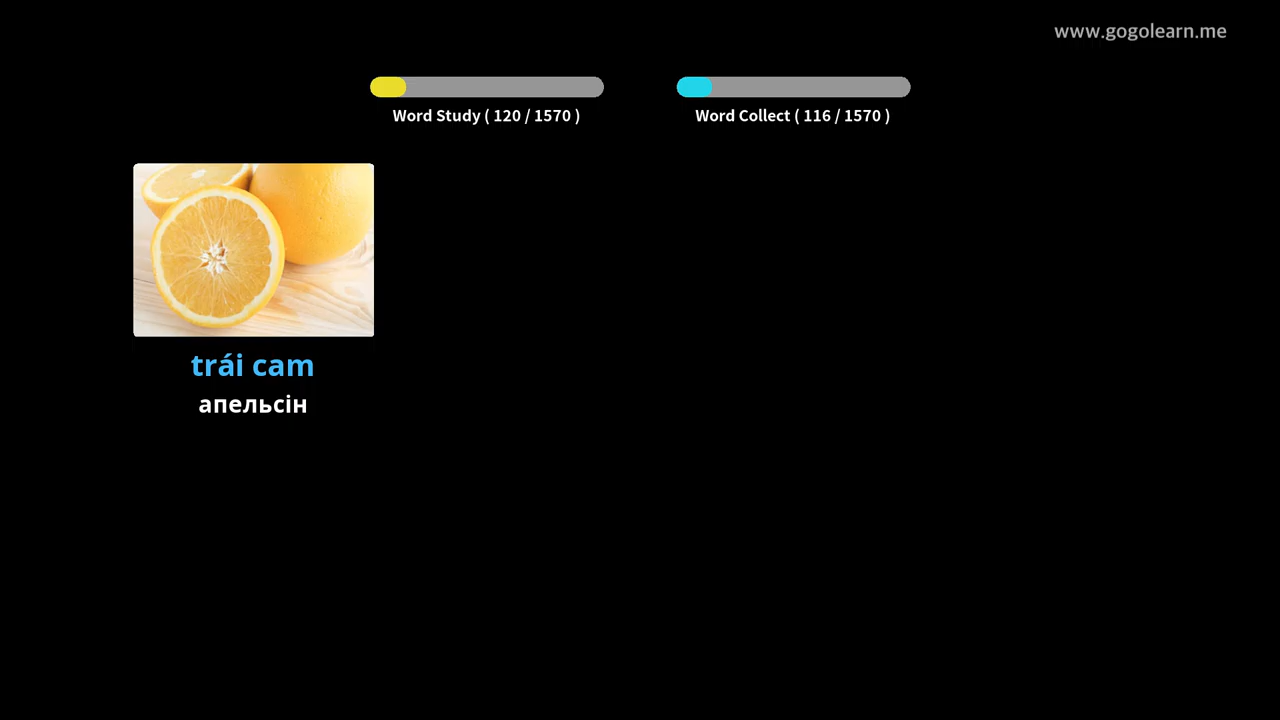 www.gogolearn.me
Word Study ( 120 / 1570 )
Word Collect ( 116 / 1570 )
trái cam
апельсін